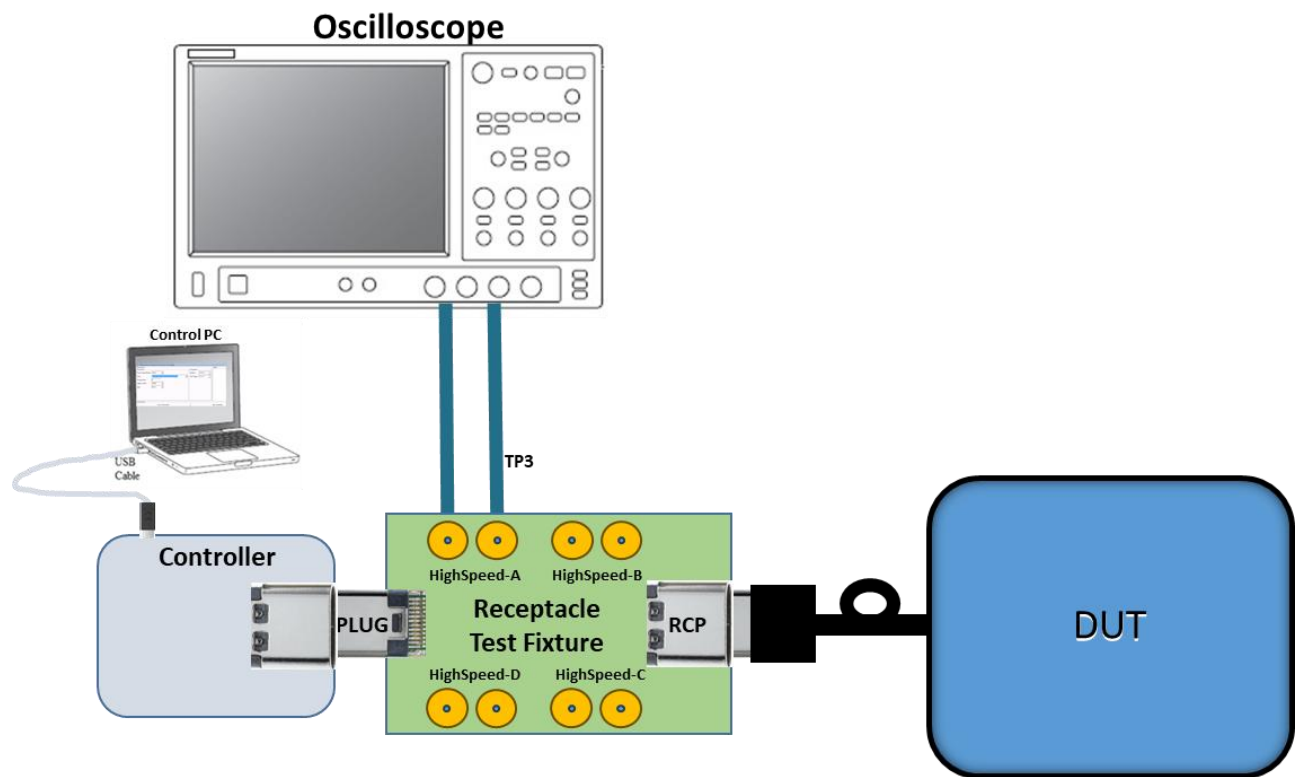 Oscilloscope
Control PC
USB
Cable
TP3
Controller
PLUG
HighSpeed-A
HighSpeed-B
Receptacle
Test Fixture
RCP
HighSpeed-D
HighSpeed-C
DUT